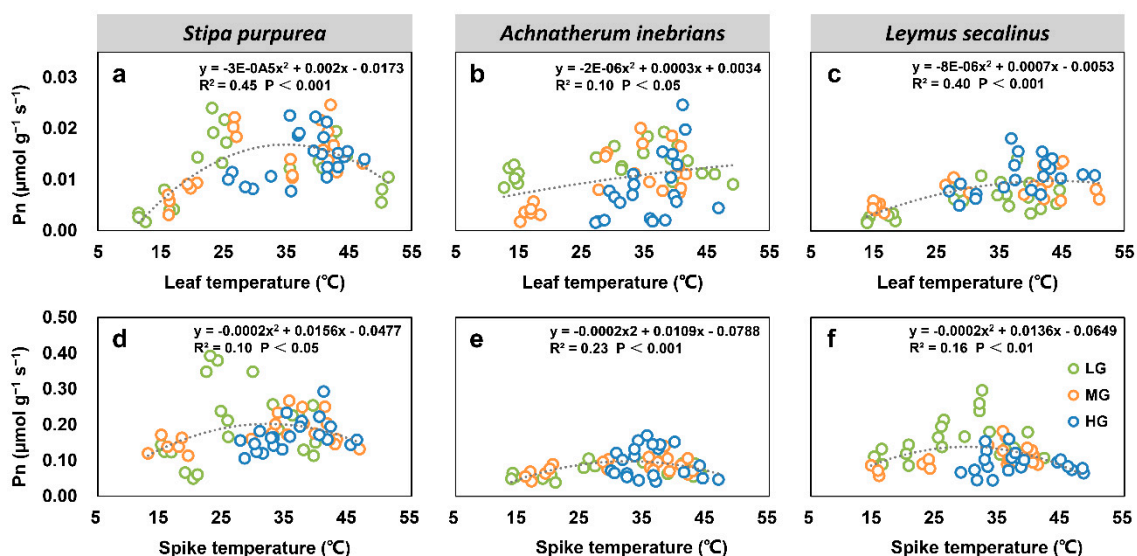 Stipa purpurea
Achnatherum inebrians
Leymus secalinus
a
y = -3E-0A5x² + 0.002x - 0.0173
R² = 0.45 P < 0.001
b
y = -2E-06x² + 0.0003x + 0.0034
R² = 0.10 P < 0.05
c
y = -8E-06x² + 0.0007x - 0.0053
R² = 0.40 P < 0.001
Pn (μmol g⁻¹ s⁻¹)
0.03
0.02
0.01
0.00
5 15 25 35 45 55
5 15 25 35 45 55
5 15 25 35 45 55
Leaf temperature (℃)
Leaf temperature (℃)
Leaf temperature (℃)
d
y = -0.0002x² + 0.0156x - 0.0477
R² = 0.10 P < 0.05
e
y = -0.0002x2 + 0.0109x - 0.0788
R² = 0.23 P < 0.001
f
y = -0.0002x² + 0.0136x - 0.0649
R² = 0.16 P < 0.01
LG
MG
HG
Pn (μmol g⁻¹ s⁻¹)
0.50
0.40
0.30
0.20
0.10
0.00
5 15 25 35 45 55
5 15 25 35 45 55
5 15 25 35 45 55
Spike temperature (℃)
Spike temperature (℃)
Spike temperature (℃)